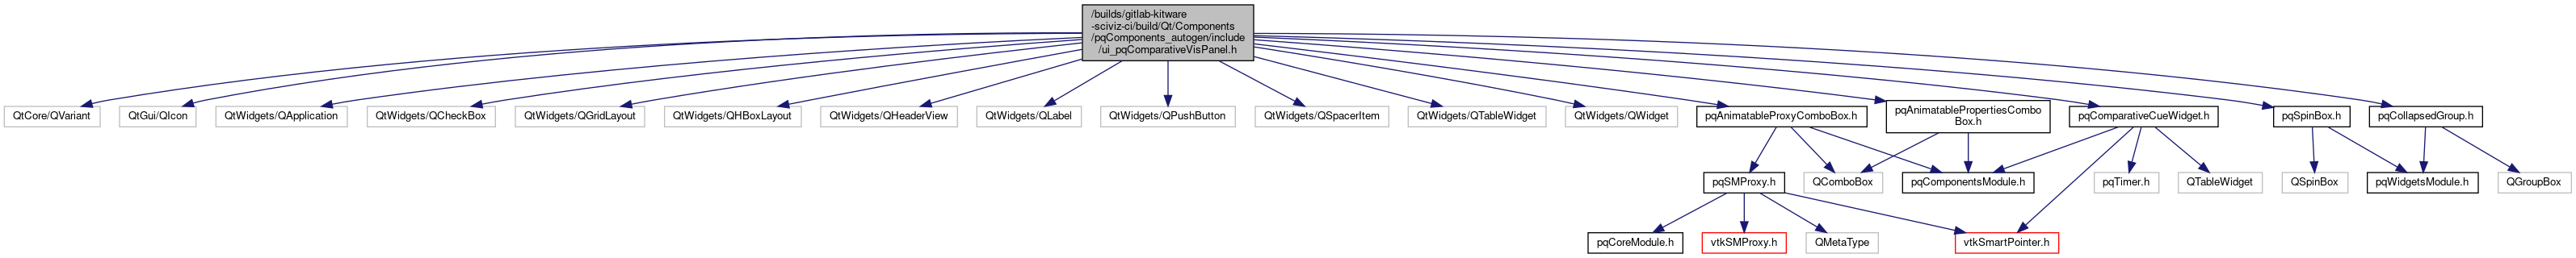 /builds/gitlab-kitware
-sciviz-ci/build/Qt/Components
/pqComponents_autogen/include
/ui_pqComparativeVisPanel.h
QtCore/QVariant
QtGui/QIcon
QtWidgets/QApplication
QtWidgets/QCheckBox
QtWidgets/QGridLayout
QtWidgets/QHBoxLayout
QtWidgets/QHeaderView
QtWidgets/QLabel
QtWidgets/QPushButton
QtWidgets/QSpacerItem
QtWidgets/QTableWidget
QtWidgets/QWidget
pqAnimatableProxyComboBox.h
pqAnimatablePropertiesCombo
Box.h
pqComparativeCueWidget.h
pqSpinBox.h
pqCollapsedGroup.h
pqSMProxy.h
QComboBox
pqComponentsModule.h
pqTimer.h
QTableWidget
QSpinBox
pqWidgetsModule.h
QGroupBox
pqCoreModule.h
vtkSMProxy.h
QMetaType
vtkSmartPointer.h